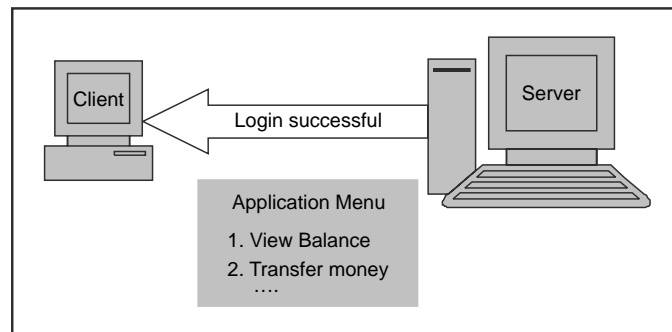 Client
Login successful
Server
Application Menu
1. View Balance
2. Transfer money
....